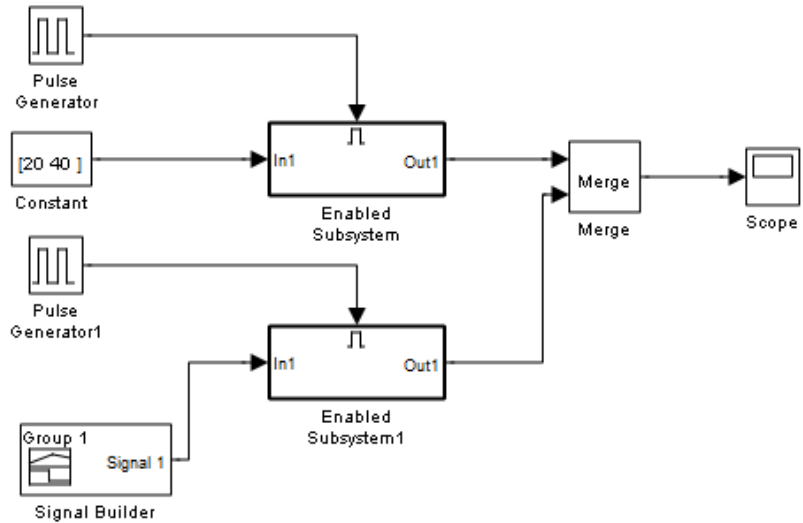 Pulse
Generator
[20 40 ]
Constant
In1
Out1
Enabled
Subsystem
Merge
Merge
Scope
Pulse
Generator1
In1
Out1
Enabled
Subsystem1
Group 1
Signal 1
Signal Builder